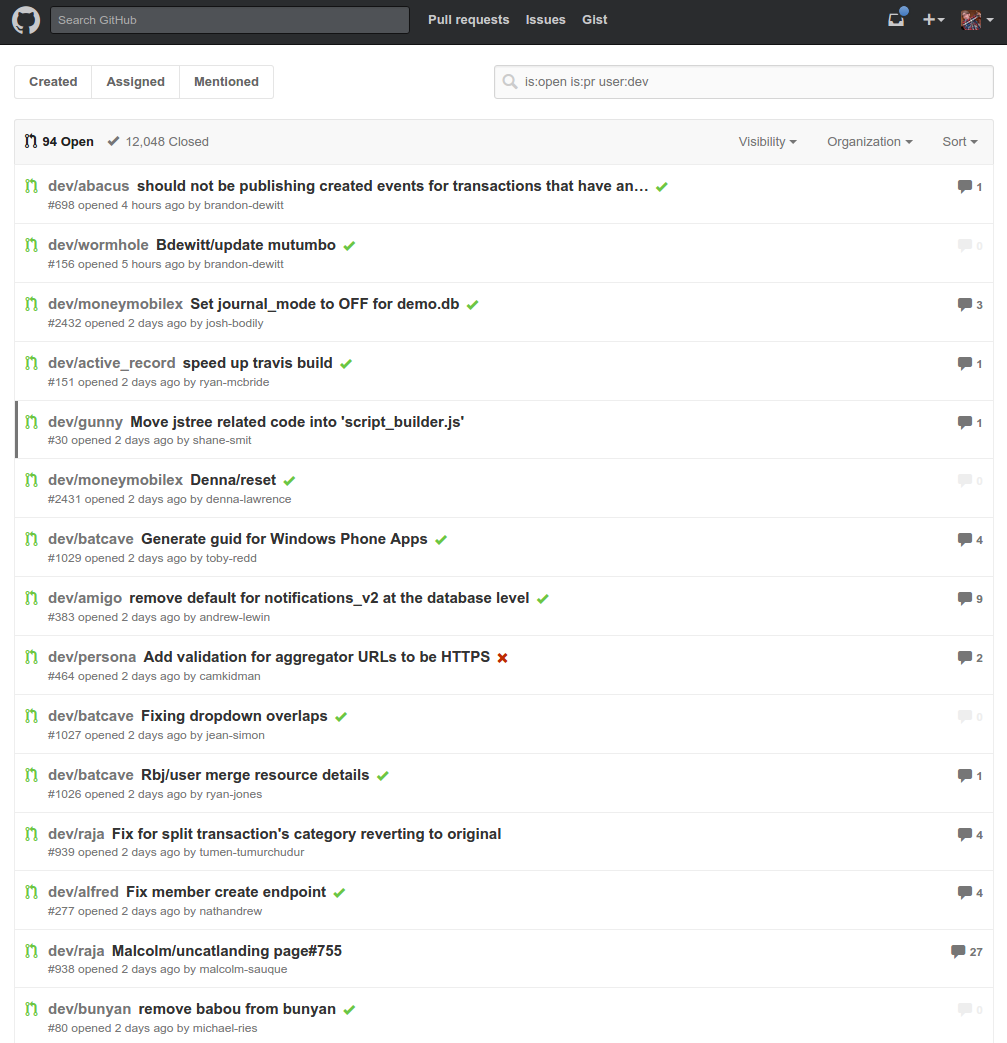 Search GitHub Pull requests Issues Gist
Created Assigned Mentioned is:open is:pr user:dev
94 Open 12,048 Closed Visibility Organization Sort
dev/abacus should not be publishing created events for transactions that have an… 1
#698 opened 4 hours ago by brandon-dewitt
dev/wormhole Bdewitt/update mutumbo 0
#156 opened 5 hours ago by brandon-dewitt
dev/moneymobilex Set journal_mode to OFF for demo.db 3
#2432 opened 2 days ago by josh-bodily
dev/active_record speed up travis build 1
#151 opened 2 days ago by ryan-mcbride
dev/gunny Move jstree related code into 'script_builder.js' 1
#30 opened 2 days ago by shane-smit
dev/moneymobilex Denna/reset 0
#2431 opened 2 days ago by denna-lawrence
dev/batcave Generate guid for Windows Phone Apps 4
#1029 opened 2 days ago by toby-redd
dev/amigo remove default for notifications_v2 at the database level 9
#383 opened 2 days ago by andrew-lewin
dev/persona Add validation for aggregator URLs to be HTTPS 2
#464 opened 2 days ago by camkidman
dev/batcave Fixing dropdown overlaps 0
#1027 opened 2 days ago by jean-simon
dev/batcave Rbj/user merge resource details 1
#1026 opened 2 days ago by ryan-jones
dev/raja Fix for split transaction's category reverting to original 4
#939 opened 2 days ago by tumen-tumurchudur
dev/alfred Fix member create endpoint 4
#277 opened 2 days ago by nathandrew
dev/raja Malcolm/uncatlanding page#755 27
#938 opened 2 days ago by malcolm-sauque
dev/bunyan remove babou from bunyan 0
#80 opened 2 days ago by michael-ries